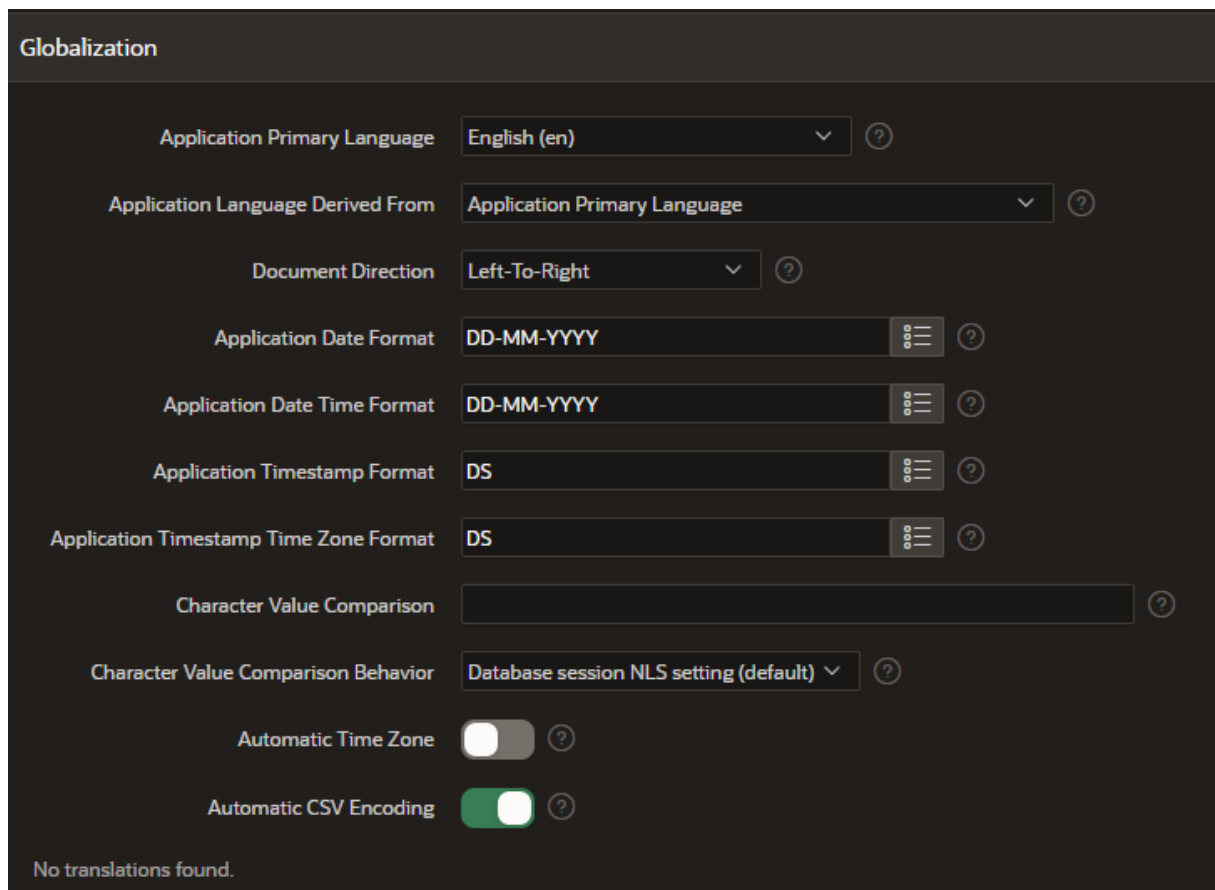 Globalization
Application Primary Language English (en) ?
Application Language Derived From Application Primary Language ?
Document Direction Left-To-Right ?
Application Date Format DD-MM-YYYY ?
Application Date Time Format DD-MM-YYYY ?
Application Timestamp Format DS ?
Application Timestamp Time Zone Format DS ?
Character Value Comparison ?
Character Value Comparison Behavior Database session NLS setting (default) ?
Automatic Time Zone ?
Automatic CSV Encoding ?
No translations found.